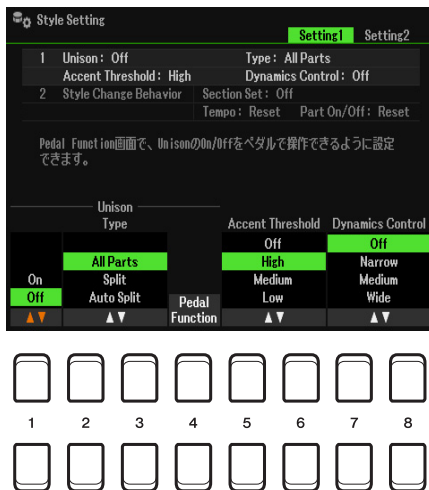 Style Setting
Setting1 Setting2
1 Unison: Off Type: All Parts
Accent Threshold: High Dynamics Control: Off
2 Style Change Behavior Section Set: Off
Tempo: Reset Part On/Off: Reset
Pedal Function画面で、UnisonのOn/Offをペダルで操作できるように設定
できます。
Unison
Type Accent Threshold Dynamics Control
Off Off
All Parts High Narrow
On Split Medium Medium
Off Auto Split Low Wide
Pedal
Function
1 2 3 4 5 6 7 8